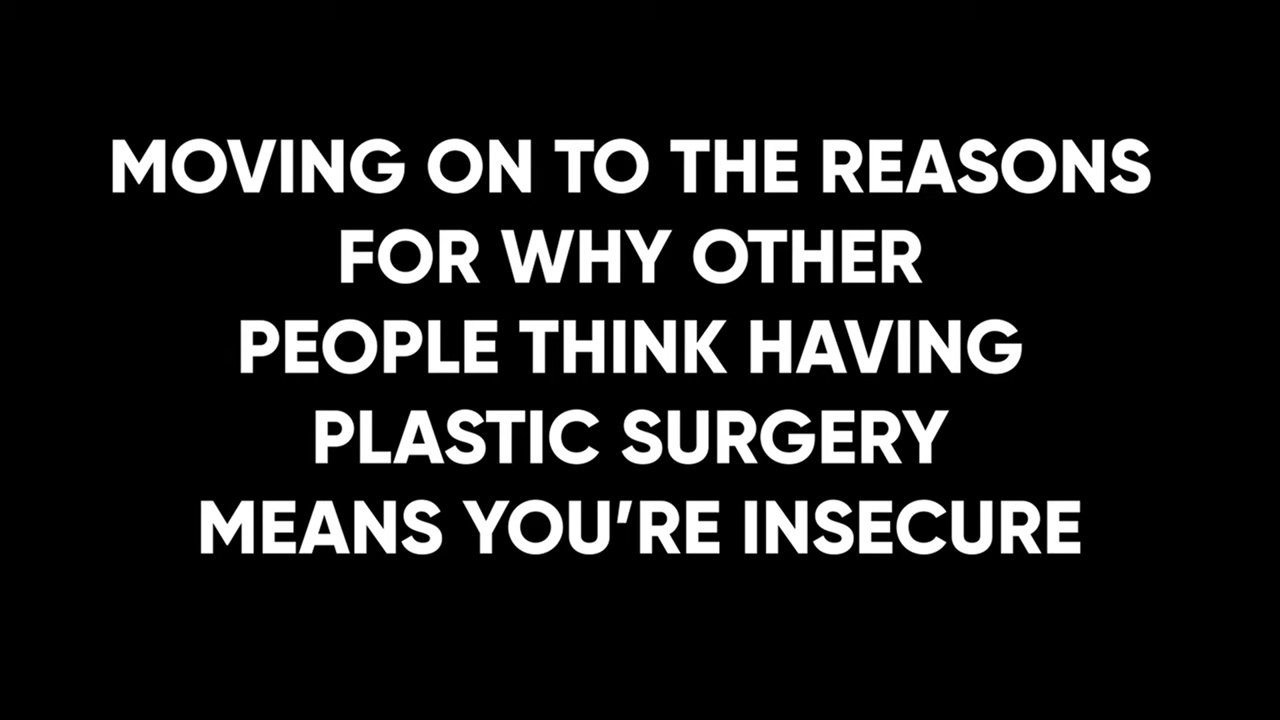 MOVING ON TO THE REASONS
FOR WHY OTHER
PEOPLE THINK HAVING
PLASTIC SURGERY
MEANS YOU’RE INSECURE